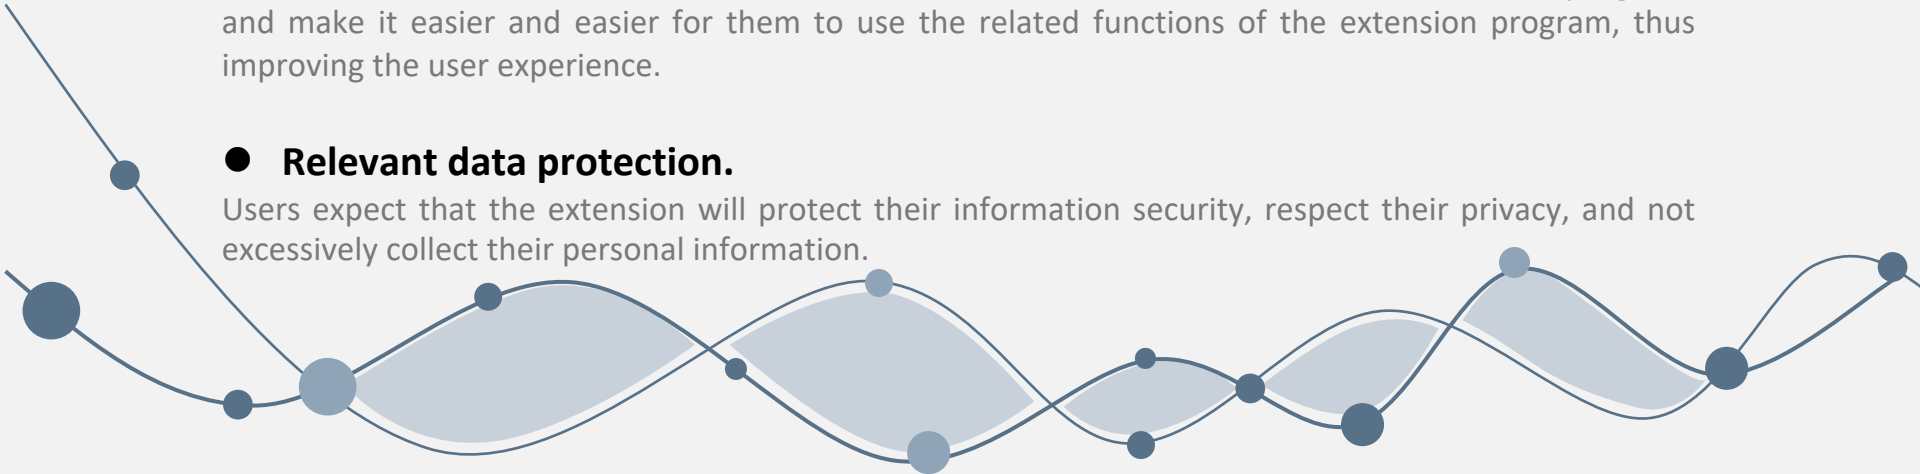 and make it easier and easier for them to use the related functions of the extension program, thus
improving the user experience.
● Relevant data protection.
Users expect that the extension will protect their information security, respect their privacy, and not
excessively collect their personal information.